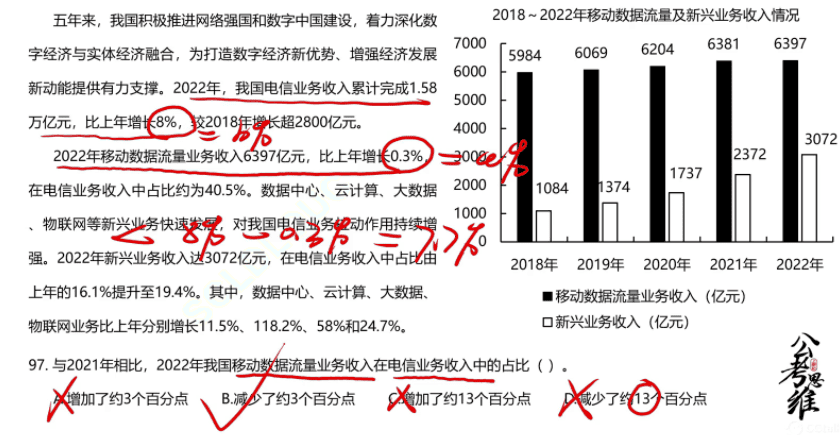 五年来，我国积极推进网络强国和数字中国建设，着力深化数
字经济与实体经济融合，为打造数字经济新优势、增强经济发展
新动能提供有力支撑。2022年，我国电信业务收入累计完成1.58
万亿元，比上年增长8%，较2018年增长超2800亿元。
= b%
2022年移动数据流量业务收入6397亿元，比上年增长0.3%，
= a%
在电信业务收入中占比约为40.5%。数据中心、云计算、大数据
、物联网等新兴业务快速发展，对我国电信业务拉动作用持续增
< 8% - 0.3% = 7.7%
强。2022年新兴业务收入达3072亿元，在电信业务收入中占比由
上年的16.1%提升至19.4%。其中，数据中心、云计算、大数据、
物联网业务比上年分别增长11.5%、118.2%、58%和24.7%。
2018～2022年移动数据流量及新兴业务收入情况
7000
6000
5000
4000
3000
2000
1000
0
5984 6069 6204 6381 6397
1084 1374 1737 2372 3072
2018年 2019年 2020年 2021年 2022年
移动数据流量业务收入（亿元）
新兴业务收入（亿元）
97. 与2021年相比，2022年我国移动数据流量业务收入在电信业务收入中的占比（ ）。
A.增加了约3个百分点 B.减少了约3个百分点 C.增加了约13个百分点 D.减少了约13个百分点
公考思维